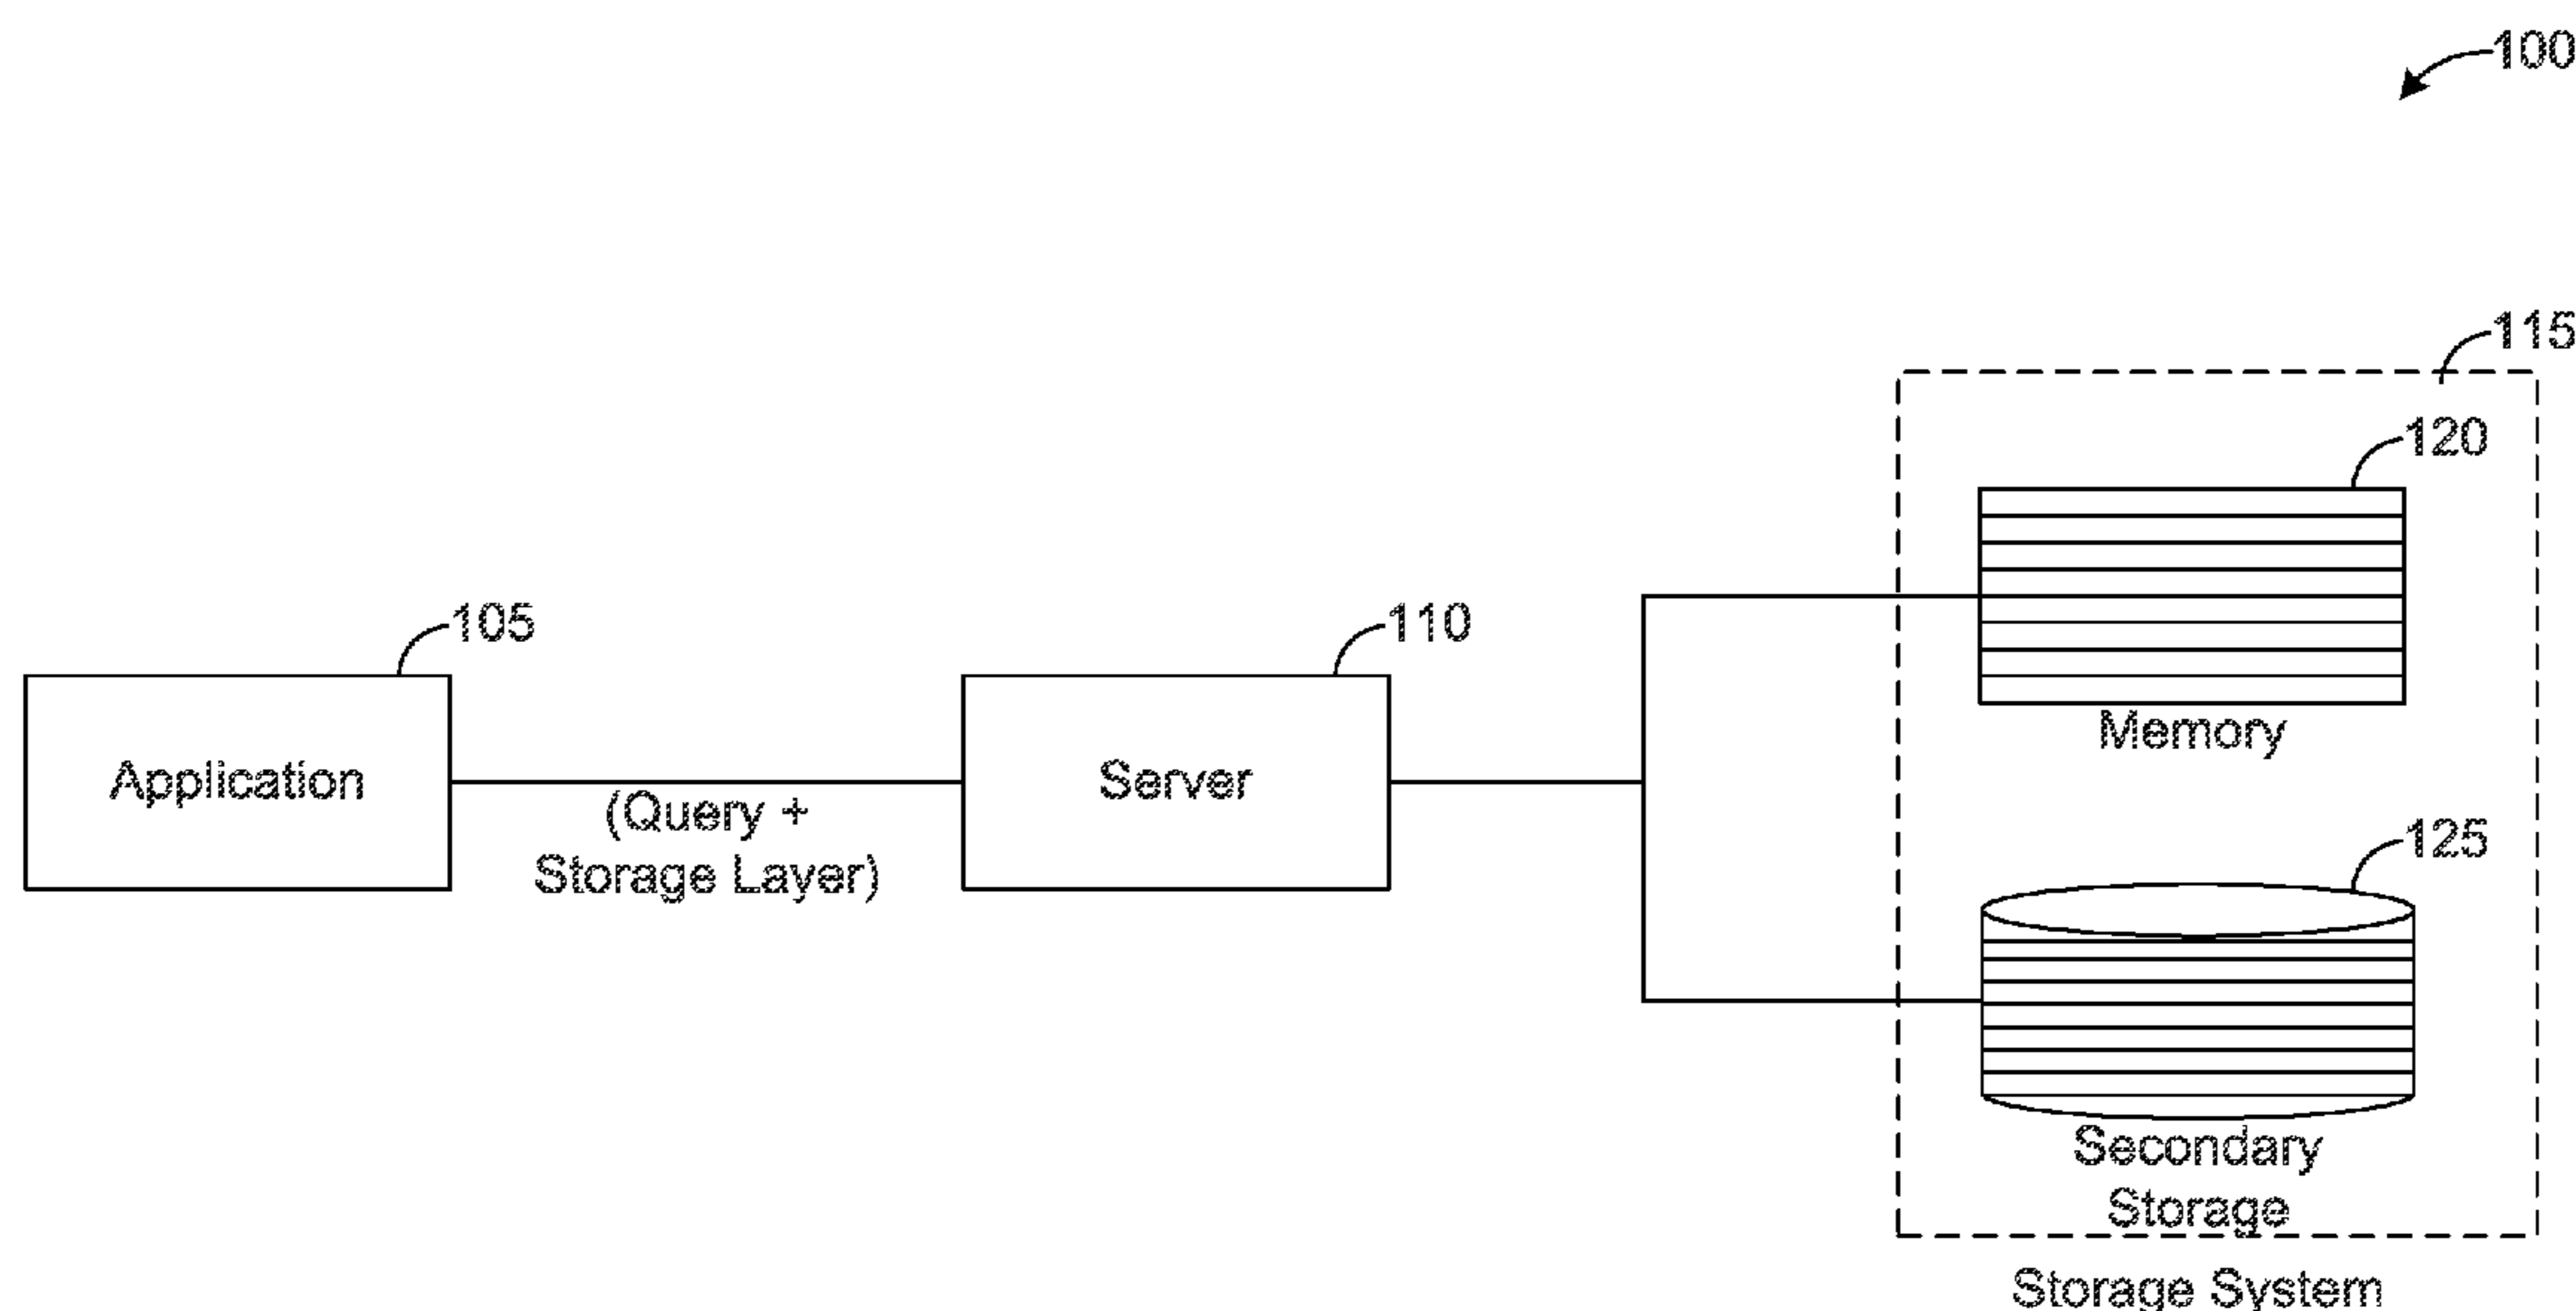 100
115
120
Memory
105
110
Application
Server
(Query +
Storage Layer)
125
Secondary
Storage
Storage System